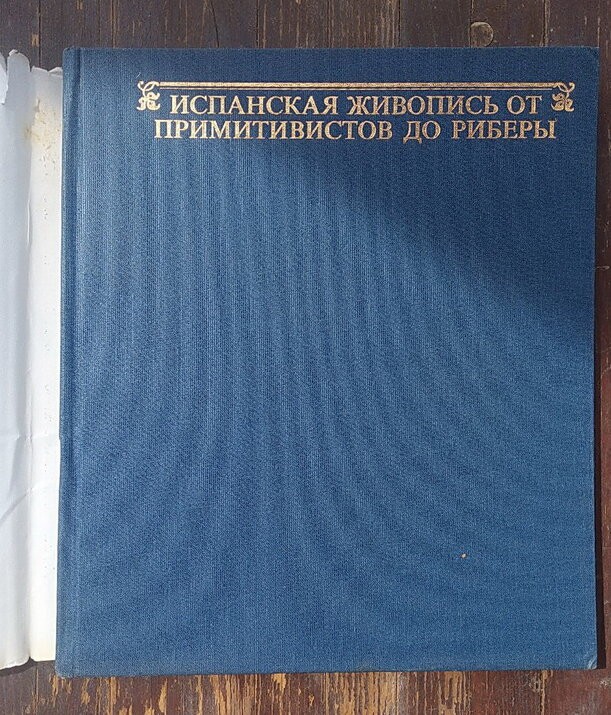 ИСПАНСКАЯ ЖИВОПИСЬ ОТ
ПРИМИТИВИСТОВ ДО РИБЕРЫ